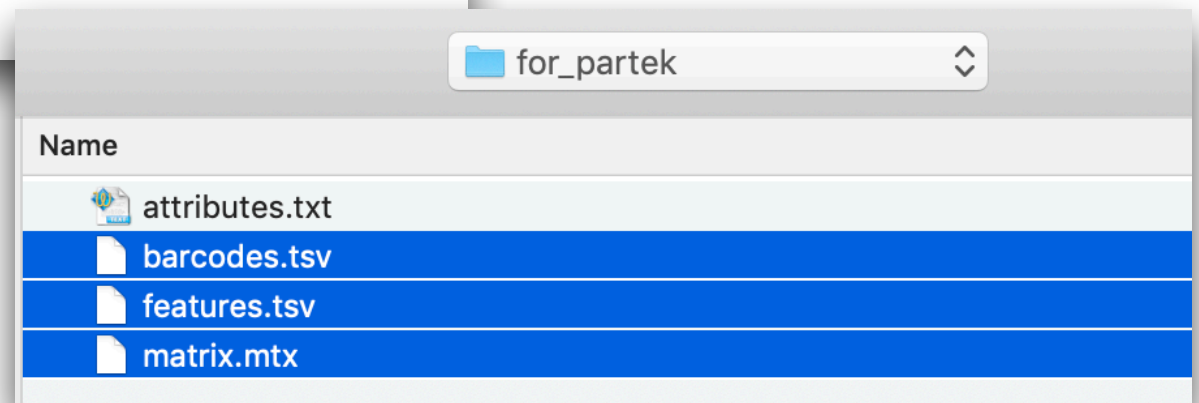 for_partek
Name
attributes.txt
barcodes.tsv
features.tsv
matrix.mtx